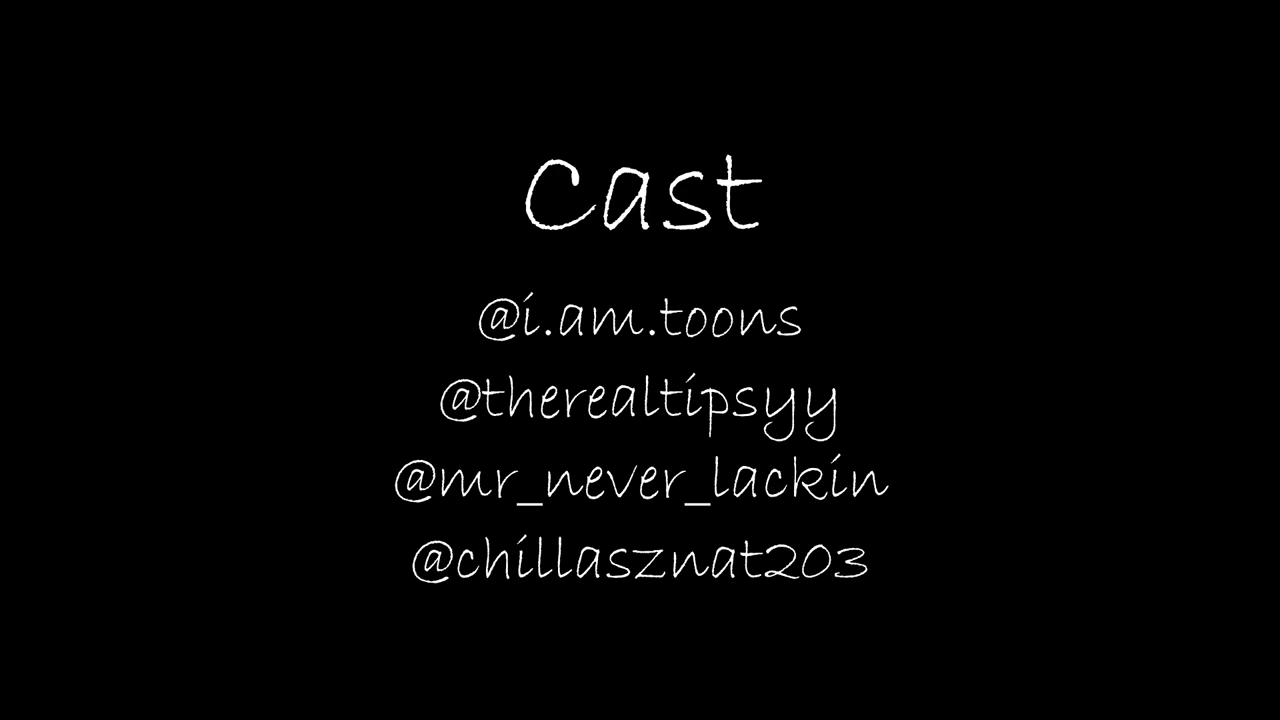 Cast
@i.am.toons
@therealtipsyy
@mr_never_lackin
@chillasznat203